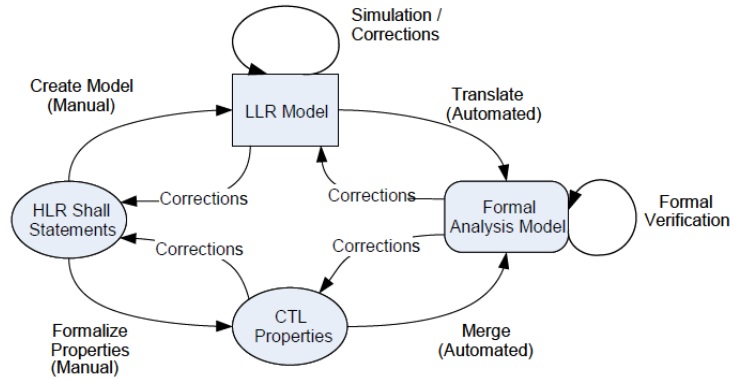 Simulation /
Corrections
Create Model
(Manual)
LLR Model
Translate
(Automated)
Corrections
Corrections
HLR Shall
Statements
Formal
Analysis Model
Formal
Verification
Corrections
Corrections
CTL
Properties
Formalize
Properties
(Manual)
Merge
(Automated)